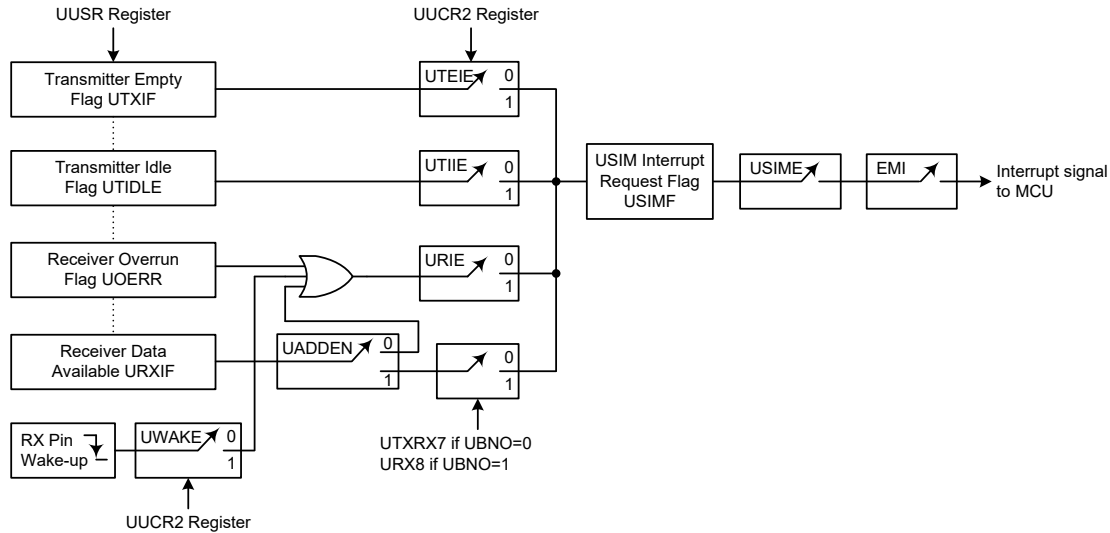 UUSR Register
UUCR2 Register
Transmitter Empty
Flag UTXIF
UTEIE
0
1
Transmitter Idle
Flag UTIDLE
UTIIE
0
1
USIM Interrupt
Request Flag
USIMF
USIME
EMI
Interrupt signal
to MCU
Receiver Overrun
Flag UOERR
URIE
0
1
Receiver Data
Available URXIF
UADDEN
0
1
0
1
RX Pin
Wake-up
UWAKE
0
1
UTXRX7 if UBNO=0
URX8 if UBNO=1
UUCR2 Register